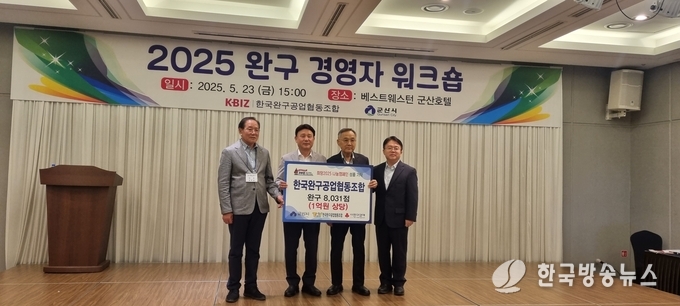 2025 완구 경영자 워크숍
일시: 2025. 5. 23 (금) 15:00 장소: 베스트웨스턴 군산호텔
KBIZ 한국완구공업협동조합 군산시
한국완구공업협동조합
완구 8,031점
(1억원 상당)
한국방송뉴스